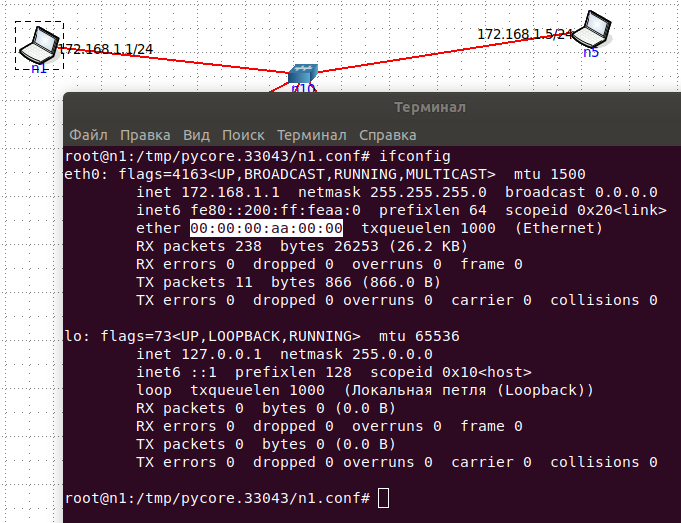 172.168.1.1/24
n1
172.168.1.5/24
n5
n10
Терминал
Файл Правка Вид Поиск Терминал Справка
root@n1:/tmp/pycore.33043/n1.conf# ifconfig
eth0: flags=4163<UP,BROADCAST,RUNNING,MULTICAST>  mtu 1500
        inet 172.168.1.1  netmask 255.255.255.0  broadcast 0.0.0.0
        inet6 fe80::200:ff:feaa:0  prefixlen 64  scopeid 0x20<link>
        ether 00:00:00:aa:00:00  txqueuelen 1000  (Ethernet)
        RX packets 238  bytes 26253 (26.2 KB)
        RX errors 0  dropped 0  overruns 0  frame 0
        TX packets 11  bytes 866 (866.0 B)
        TX errors 0  dropped 0 overruns 0  carrier 0  collisions 0
lo: flags=73<UP,LOOPBACK,RUNNING>  mtu 65536
        inet 127.0.0.1  netmask 255.0.0.0
        inet6 ::1  prefixlen 128  scopeid 0x10<host>
        loop  txqueuelen 1000  (Локальная петля (Loopback))
        RX packets 0  bytes 0 (0.0 B)
        RX errors 0  dropped 0  overruns 0  frame 0
        TX packets 0  bytes 0 (0.0 B)
        TX errors 0  dropped 0 overruns 0  carrier 0  collisions 0
root@n1:/tmp/pycore.33043/n1.conf#